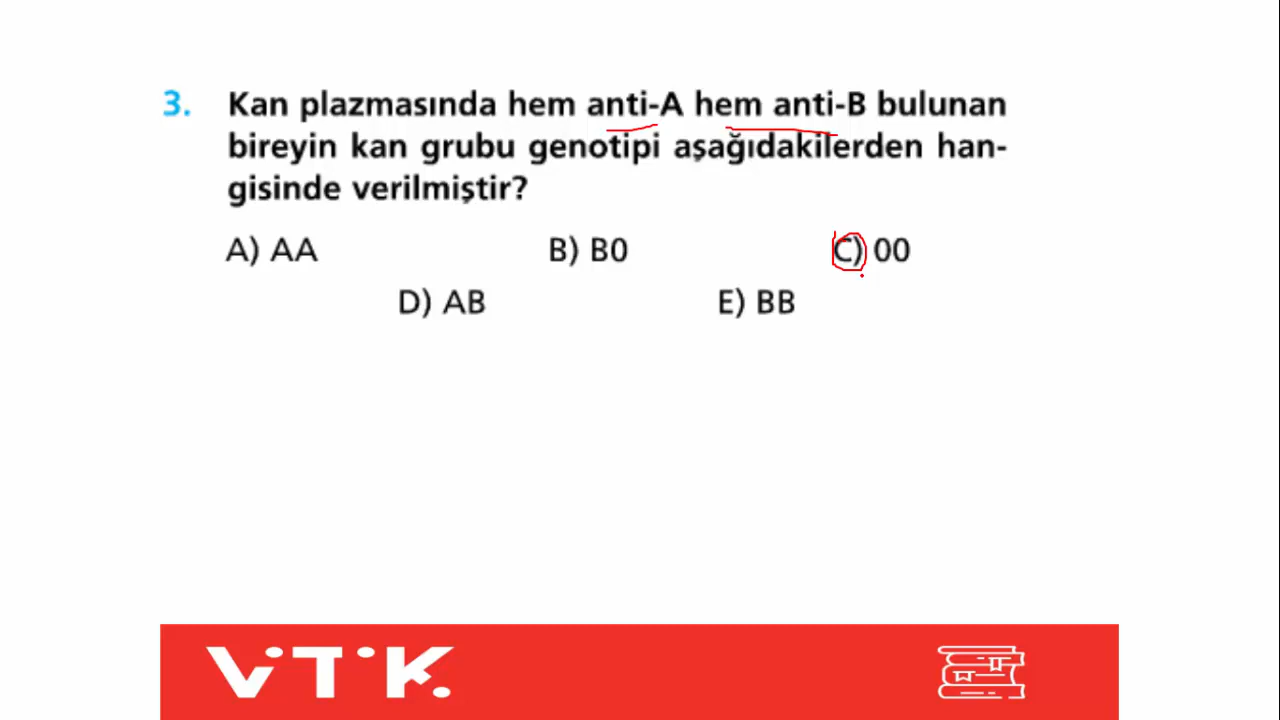 3. Kan plazmasında hem anti-A hem anti-B bulunan
bireyin kan grubu genotipi aşağıdakilerden han-
gisinde verilmiştir?
A) AA B) B0 C) 00
D) AB E) BB
ViTiK.